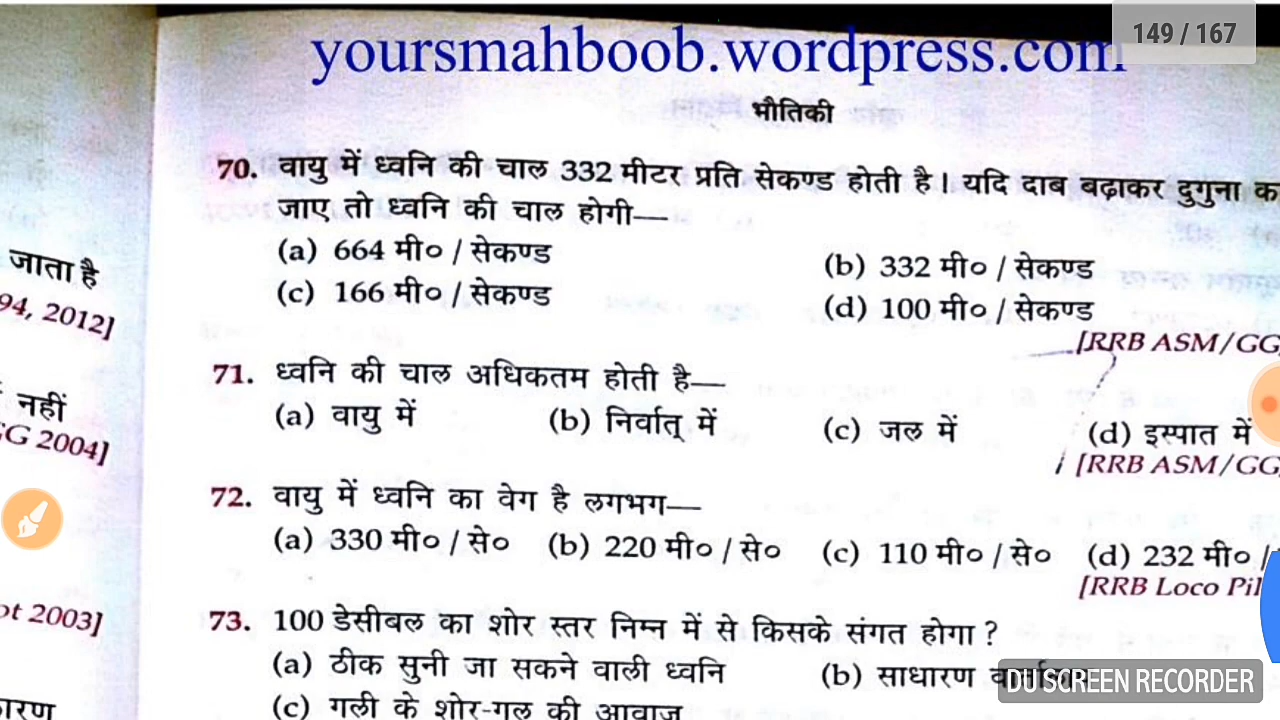 149 / 167
yoursmahboob.wordpress.com
भौतिकी
70. वायु में ध्वनि की चाल 332 मीटर प्रति सेकण्ड होती है। यदि दाब बढ़ाकर दुगुना क
जाए तो ध्वनि की चाल होगी—
(a) 664 मी० / सेकण्ड (b) 332 मी० / सेकण्ड
(c) 166 मी० / सेकण्ड (d) 100 मी० / सेकण्ड
[RRB ASM/GG
71. ध्वनि की चाल अधिकतम होती है—
(a) वायु में (b) निर्वात् में (c) जल में (d) इस्पात में
[RRB ASM/GG
72. वायु में ध्वनि का वेग है लगभग—
(a) 330 मी० / से० (b) 220 मी० / से० (c) 110 मी० / से० (d) 232 मी० /
[RRB Loco Pil
73. 100 डेसीबल का शोर स्तर निम्न में से किसके संगत होगा ?
(a) ठीक सुनी जा सकने वाली ध्वनि (b) साधारण
(c) गली के शोर-गुल की आवाज
जाता है
94, 2012]
नहीं
GG 2004]
ot 2003]
DU SCREEN RECORDER